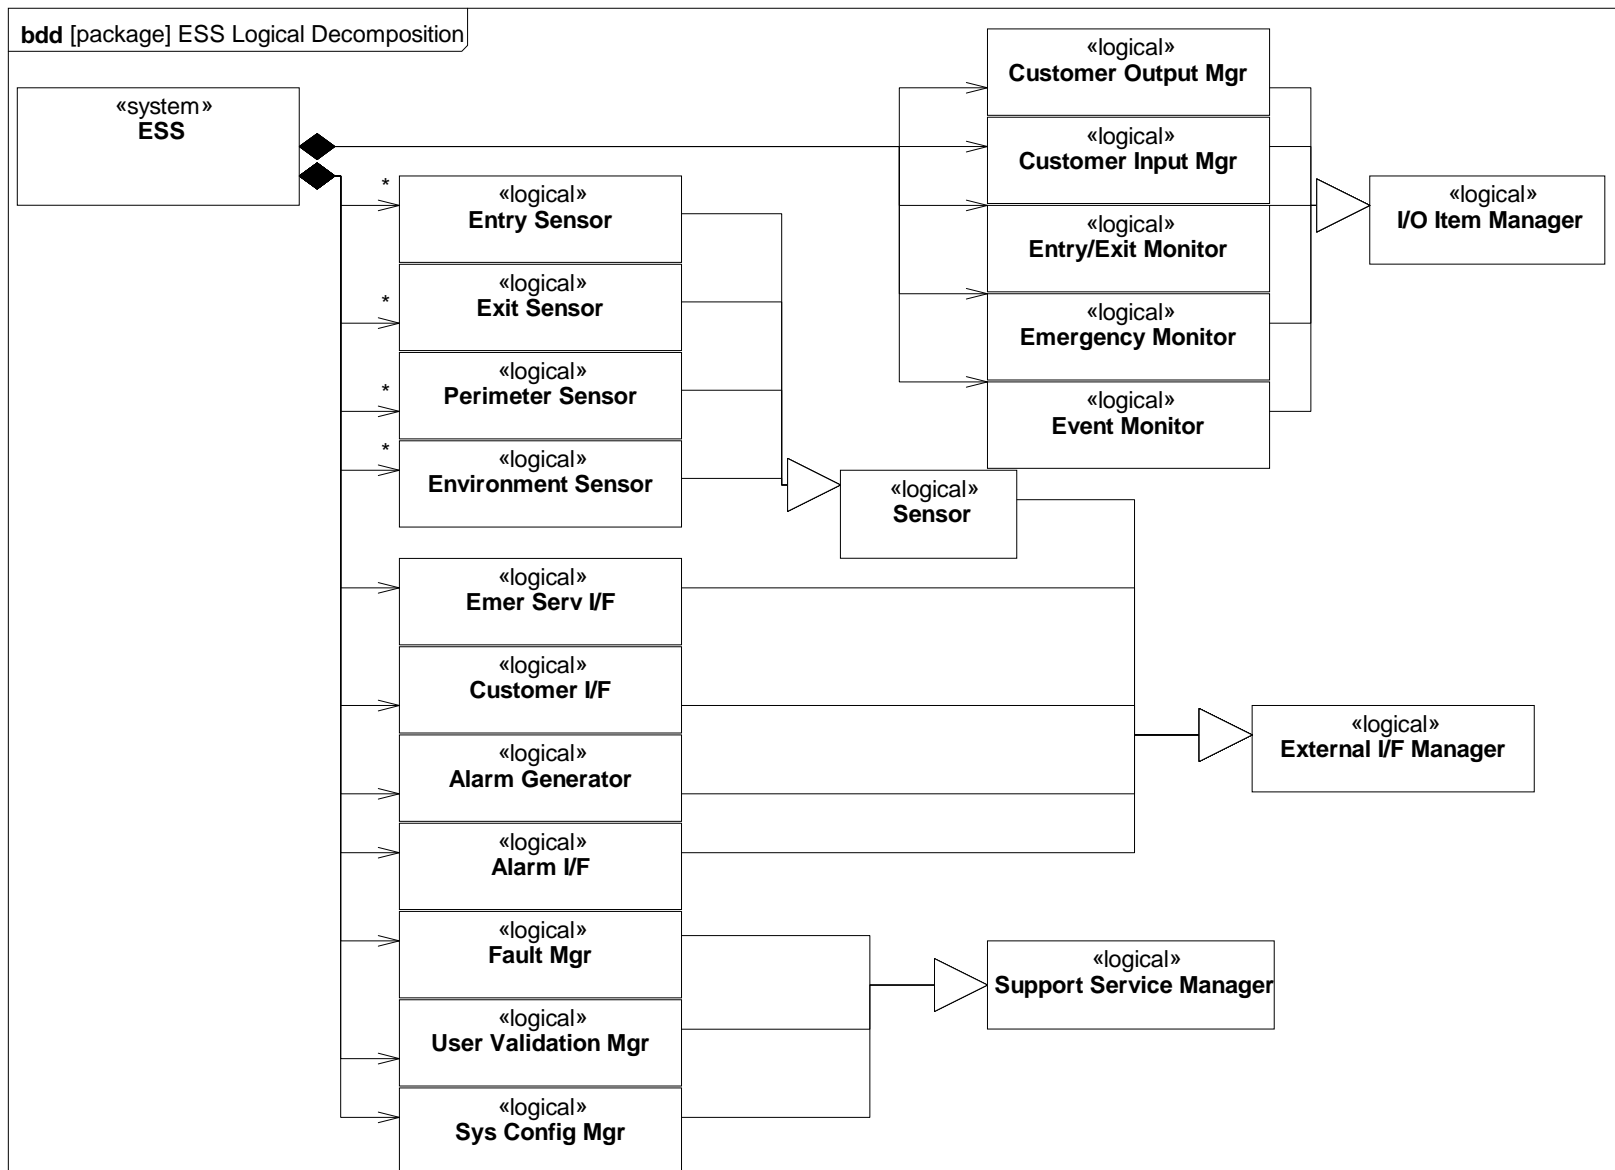 bdd [package] ESS Logical Decomposition
«system»
ESS
«logical»
Customer Output Mgr
«logical»
Customer Input Mgr
«logical»
Entry/Exit Monitor
«logical»
Emergency Monitor
«logical»
Event Monitor
«logical»
I/O Item Manager
*
«logical»
Entry Sensor
*
«logical»
Exit Sensor
*
«logical»
Perimeter Sensor
*
«logical»
Environment Sensor
«logical»
Sensor
«logical»
Emer Serv I/F
«logical»
Customer I/F
«logical»
Alarm Generator
«logical»
Alarm I/F
«logical»
External I/F Manager
«logical»
Fault Mgr
«logical»
User Validation Mgr
«logical»
Sys Config Mgr
«logical»
Support Service Manager